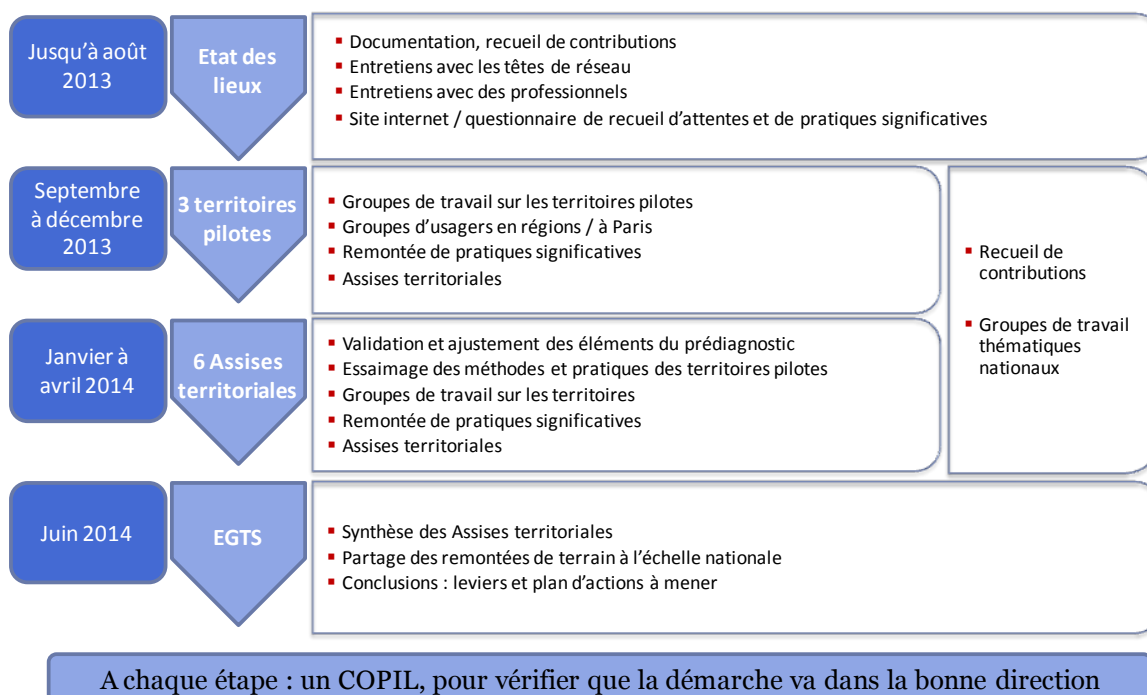 Jusqu’à août
2013
Etat des
lieux
▪ Documentation, recueil de contributions
▪ Entretiens avec les têtes de réseau
▪ Entretiens avec des professionnels
▪ Site internet / questionnaire de recueil d’attentes et de pratiques significatives
Septembre
à décembre
2013
3 territoires
pilotes
▪ Groupes de travail sur les territoires pilotes
▪ Groupes d’usagers en régions / à Paris
▪ Remontée de pratiques significatives
▪ Assises territoriales
▪ Recueil de
contributions
▪ Groupes de travail
thématiques
nationaux
Janvier à
avril 2014
6 Assises
territoriales
▪ Validation et ajustement des éléments du prédiagnostic
▪ Essaimage des méthodes et pratiques des territoires pilotes
▪ Groupes de travail sur les territoires
▪ Remontée de pratiques significatives
▪ Assises territoriales
Juin 2014
EGTS
▪ Synthèse des Assises territoriales
▪ Partage des remontées de terrain à l’échelle nationale
▪ Conclusions : leviers et plan d’actions à mener
A chaque étape : un COPIL, pour vérifier que la démarche va dans la bonne direction